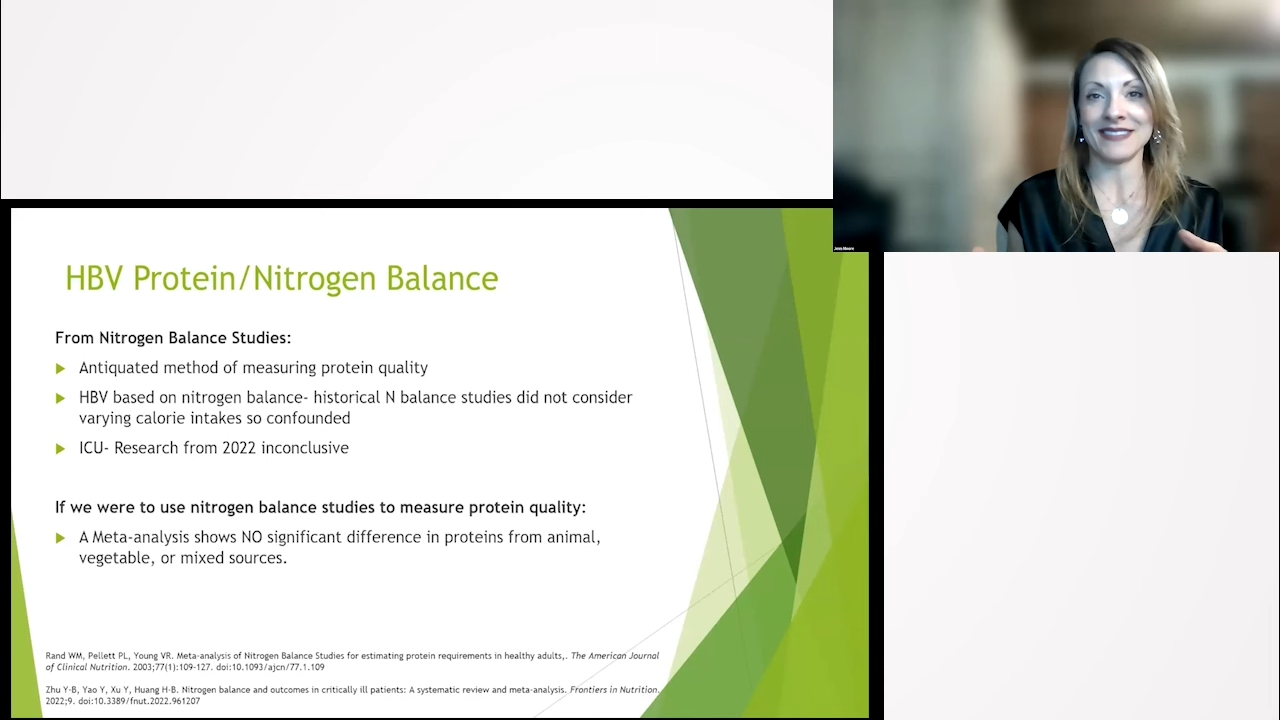 Jenn Moore
HBV Protein/Nitrogen Balance
From Nitrogen Balance Studies:
Antiquated method of measuring protein quality
HBV based on nitrogen balance- historical N balance studies did not consider
varying calorie intakes so confounded
ICU- Research from 2022 inconclusive
If we were to use nitrogen balance studies to measure protein quality:
A Meta-analysis shows NO significant difference in proteins from animal,
vegetable, or mixed sources.
Rand WM, Pellett PL, Young VR. Meta-analysis of Nitrogen Balance Studies for estimating protein requirements in healthy adults,. The American Journal
of Clinical Nutrition. 2003;77(1):109-127. doi:10.1093/ajcn/77.1.109
Zhu Y-B, Yao Y, Xu Y, Huang H-B. Nitrogen balance and outcomes in critically ill patients: A systematic review and meta-analysis. Frontiers in Nutrition.
2022;9. doi:10.3389/fnut.2022.961207